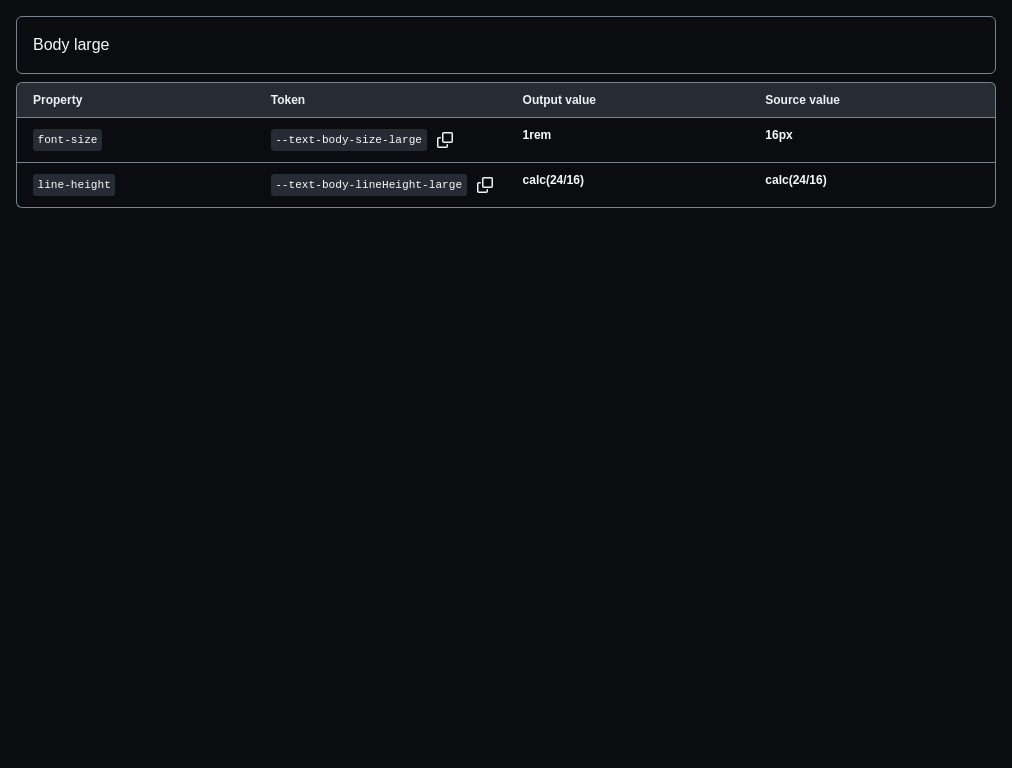 Body large
Property Token Output value Source value
font-size --text-body-size-large 1rem 16px
line-height --text-body-lineHeight-large calc(24/16) calc(24/16)